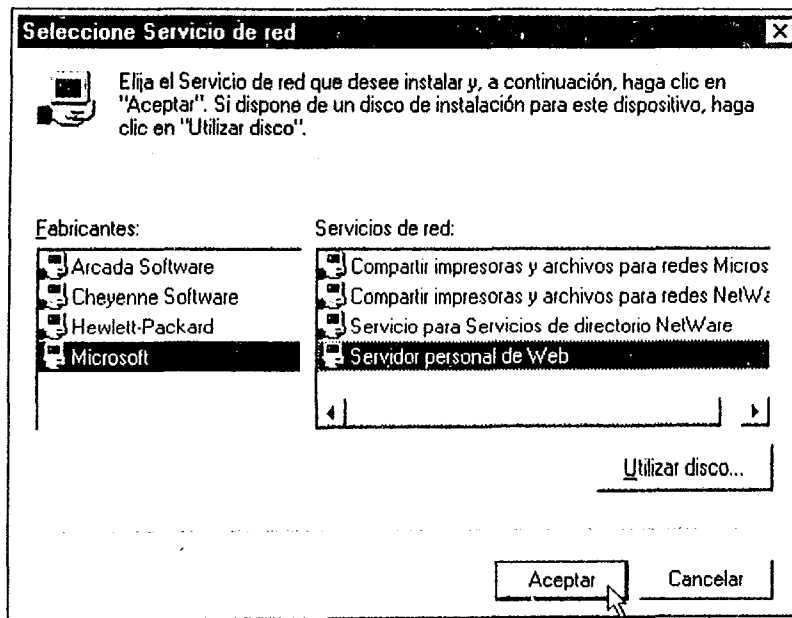 Seleccione Servicio de red
Elija el Servicio de red que desee instalar y, a continuación, haga clic en
"Aceptar". Si dispone de un disco de instalación para este dispositivo, haga
clic en "Utilizar disco".
Fabricantes:
Arcada Software
Cheyenne Software
Hewlett-Packard
Microsoft
Servicios de red:
Compartir impresoras y archivos para redes Micros
Compartir impresoras y archivos para redes NetWa
Servicio para Servicios de directorio NetWare
Servidor personal de Web
Utilizar disco...
Aceptar
Cancelar